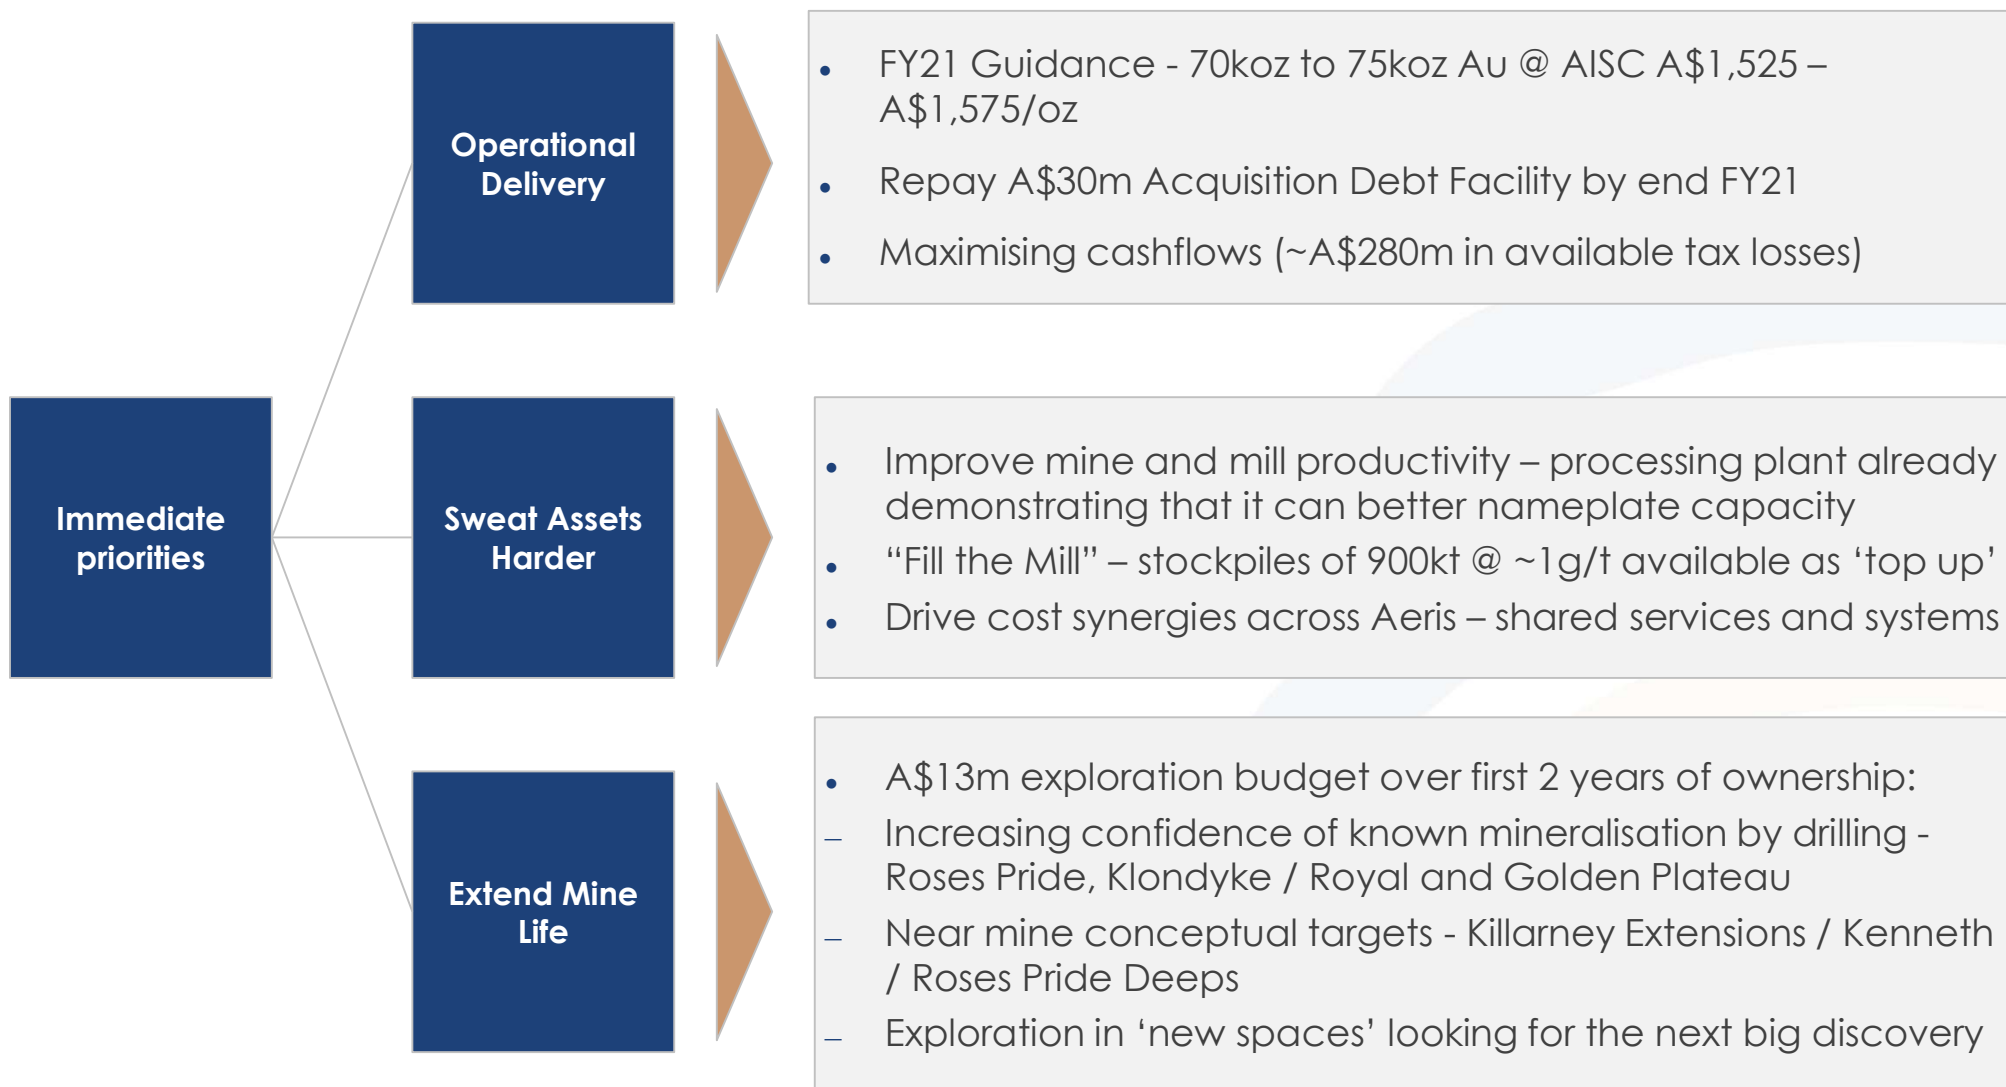 Immediate
priorities
Operational
Delivery
• FY21 Guidance - 70koz to 75koz Au @ AISC A$1,525 –
A$1,575/oz
• Repay A$30m Acquisition Debt Facility by end FY21
• Maximising cashflows (~A$280m in available tax losses)
Sweat Assets
Harder
• Improve mine and mill productivity – processing plant already
demonstrating that it can better nameplate capacity
• “Fill the Mill” – stockpiles of 900kt @ ~1g/t available as ‘top up’
• Drive cost synergies across Aeris – shared services and systems
Extend Mine
Life
• A$13m exploration budget over first 2 years of ownership:
– Increasing confidence of known mineralisation by drilling -
Roses Pride, Klondyke / Royal and Golden Plateau
– Near mine conceptual targets - Killarney Extensions / Kenneth
/ Roses Pride Deeps
– Exploration in ‘new spaces’ looking for the next big discovery